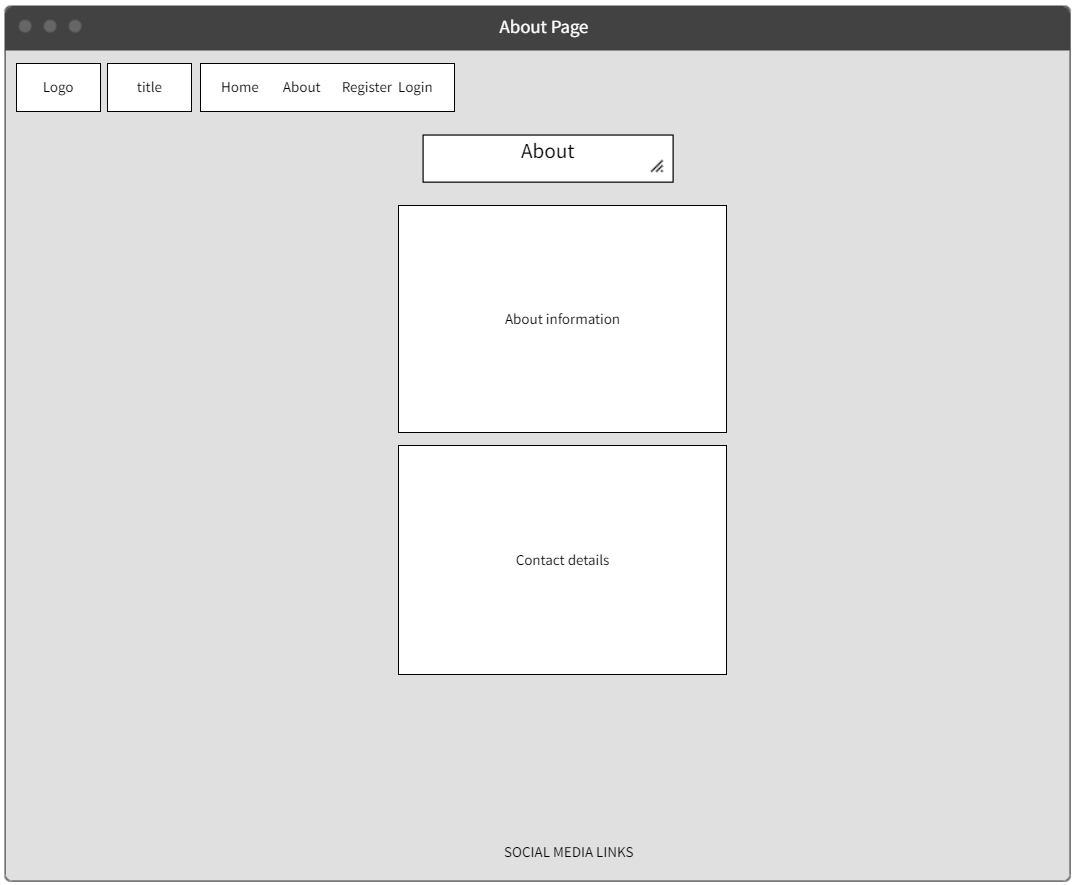 About Page
Logo title Home About Register Login
About
About information
Contact details
SOCIAL MEDIA LINKS